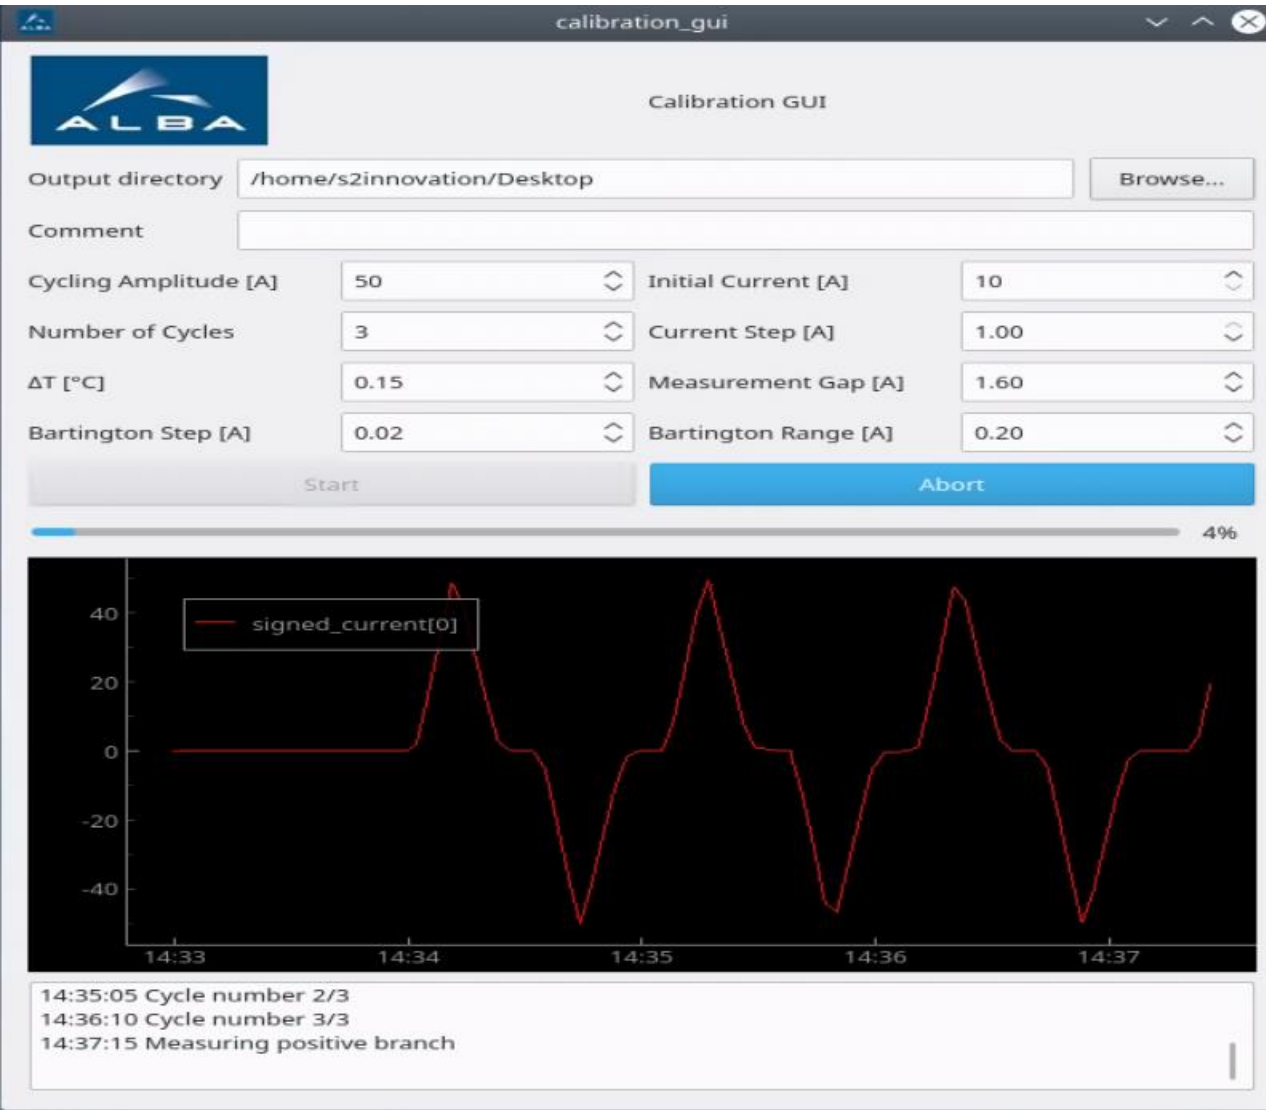 calibration_gui
ALBA
Calibration GUI
Output directory /home/s2innovation/Desktop Browse...
Comment
Cycling Amplitude [A] 50 Initial Current [A] 10
Number of Cycles 3 Current Step [A] 1.00
ΔT [°C] 0.15 Measurement Gap [A] 1.60
Bartington Step [A] 0.02 Bartington Range [A] 0.20
Start Abort
4%
40
signed_current[0]
20
0
-20
-40
14:33 14:34 14:35 14:36 14:37
14:35:05 Cycle number 2/3
14:36:10 Cycle number 3/3
14:37:15 Measuring positive branch